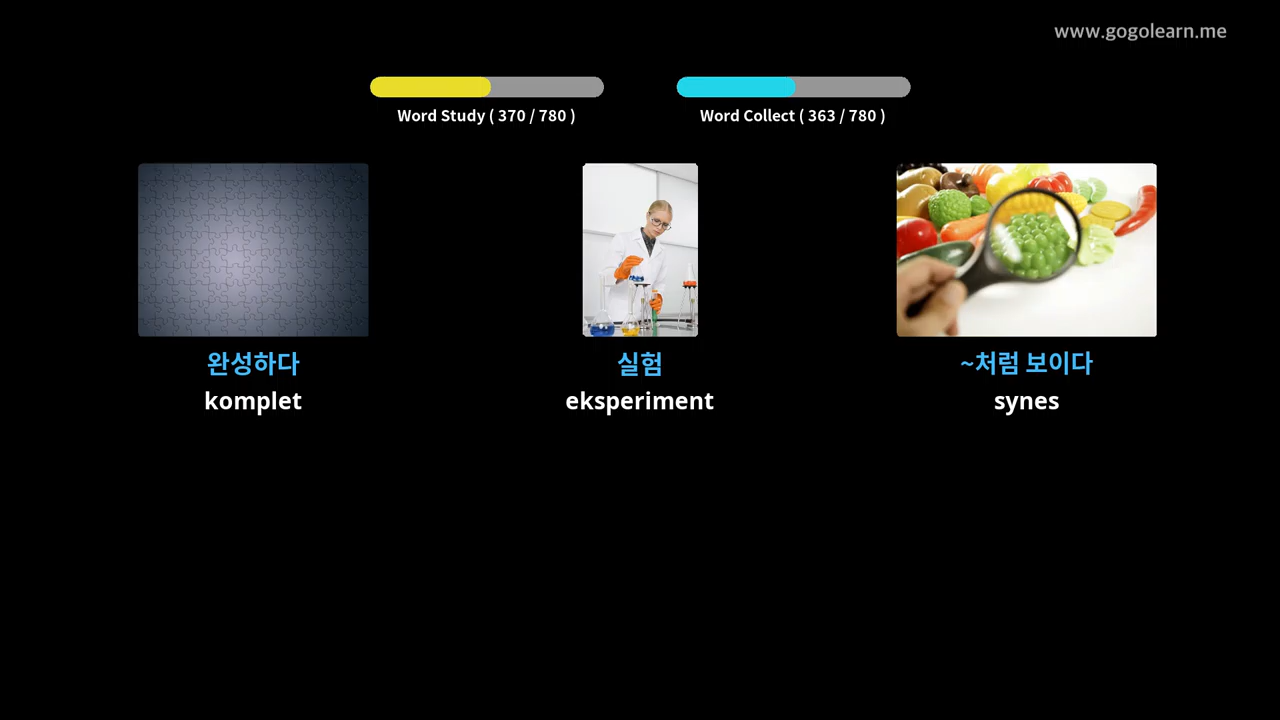 www.gogolearn.me
Word Study ( 370 / 780 )
Word Collect ( 363 / 780 )
완성하다
komplet
실험
eksperiment
~처럼 보이다
synes